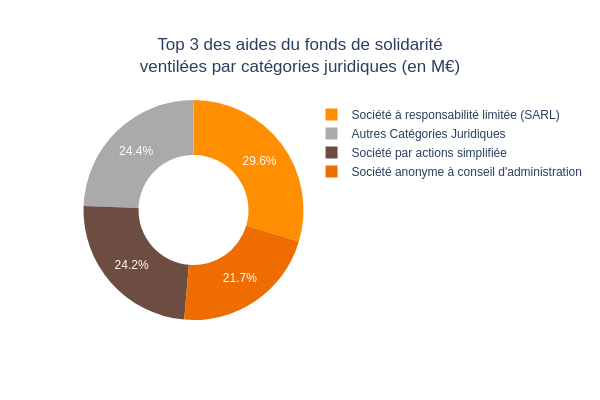 Top 3 des aides du fonds de solidarité
ventilées par catégories juridiques (en M€)
Société à responsabilité limitée (SARL)
Autres Catégories Juridiques
Société par actions simplifiée
Société anonyme à conseil d'administration
24.4%
29.6%
24.2%
21.7%